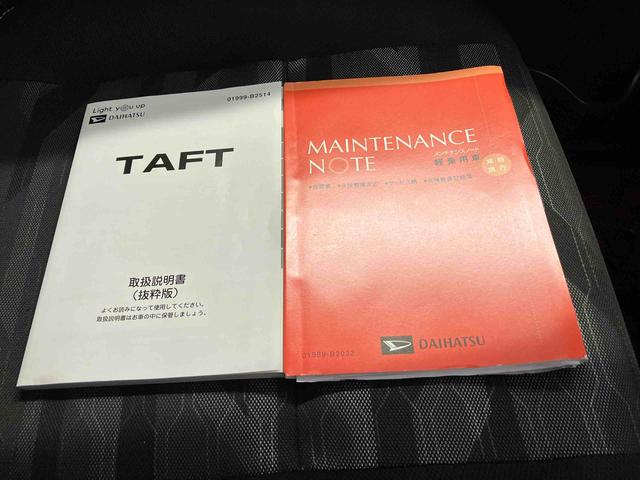 Light you up
DAIHATSU
01999-B2514
TAFT
取扱説明書
(抜粋版)
よくお読みになって使用してください。
取扱説明書はお車の中に保管しましょう。
MAINTENANCE
NOTE
メンテナンスノート
軽乗用車
01999-B2032
DAIHATSU